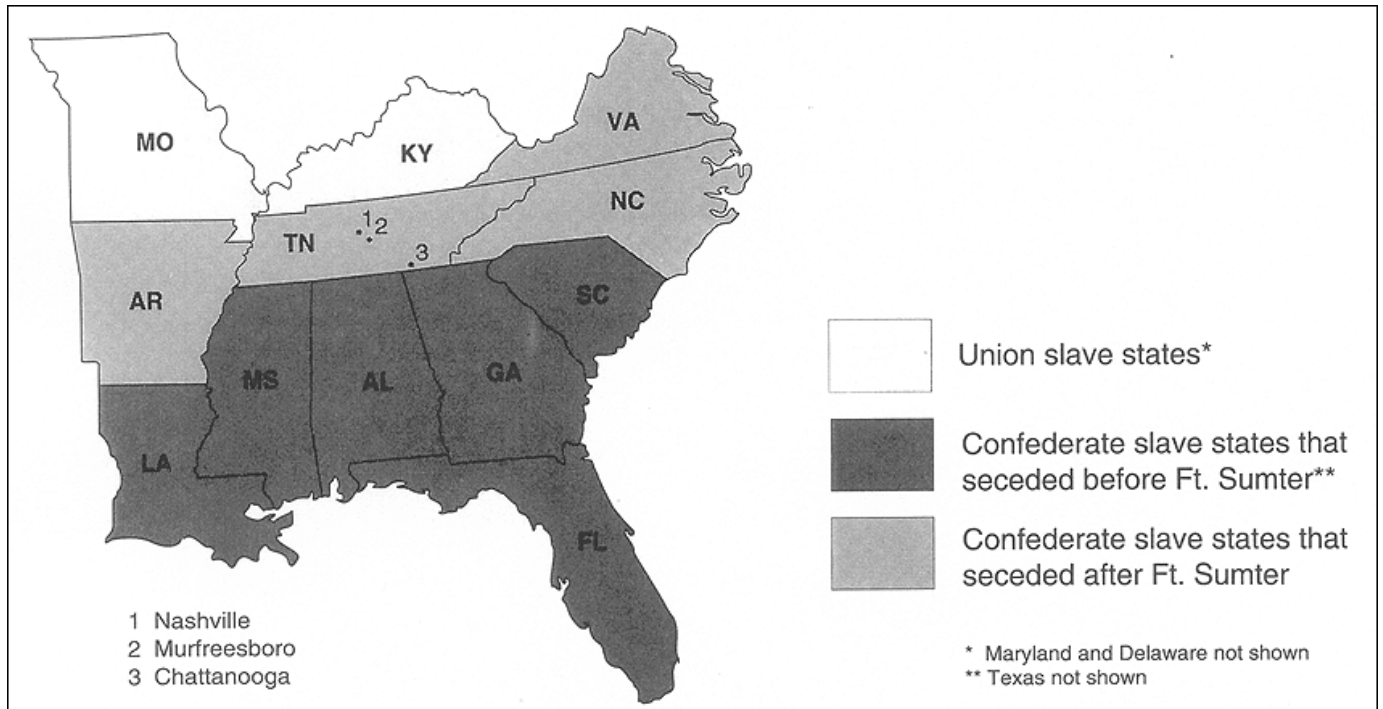 MO
KY
VA
NC
TN
1
2
3
AR
SC
MS
AL
GA
LA
FL
Union slave states*
Confederate slave states that
seceded before Ft. Sumter**
Confederate slave states that
seceded after Ft. Sumter
1 Nashville
2 Murfreesboro
3 Chattanooga
* Maryland and Delaware not shown
** Texas not shown